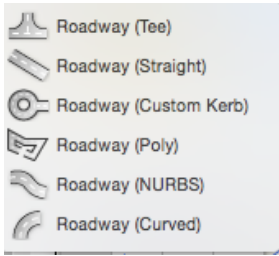 Roadway (Tee)
Roadway (Straight)
Roadway (Custom Kerb)
Roadway (Poly)
Roadway (NURBS)
Roadway (Curved)